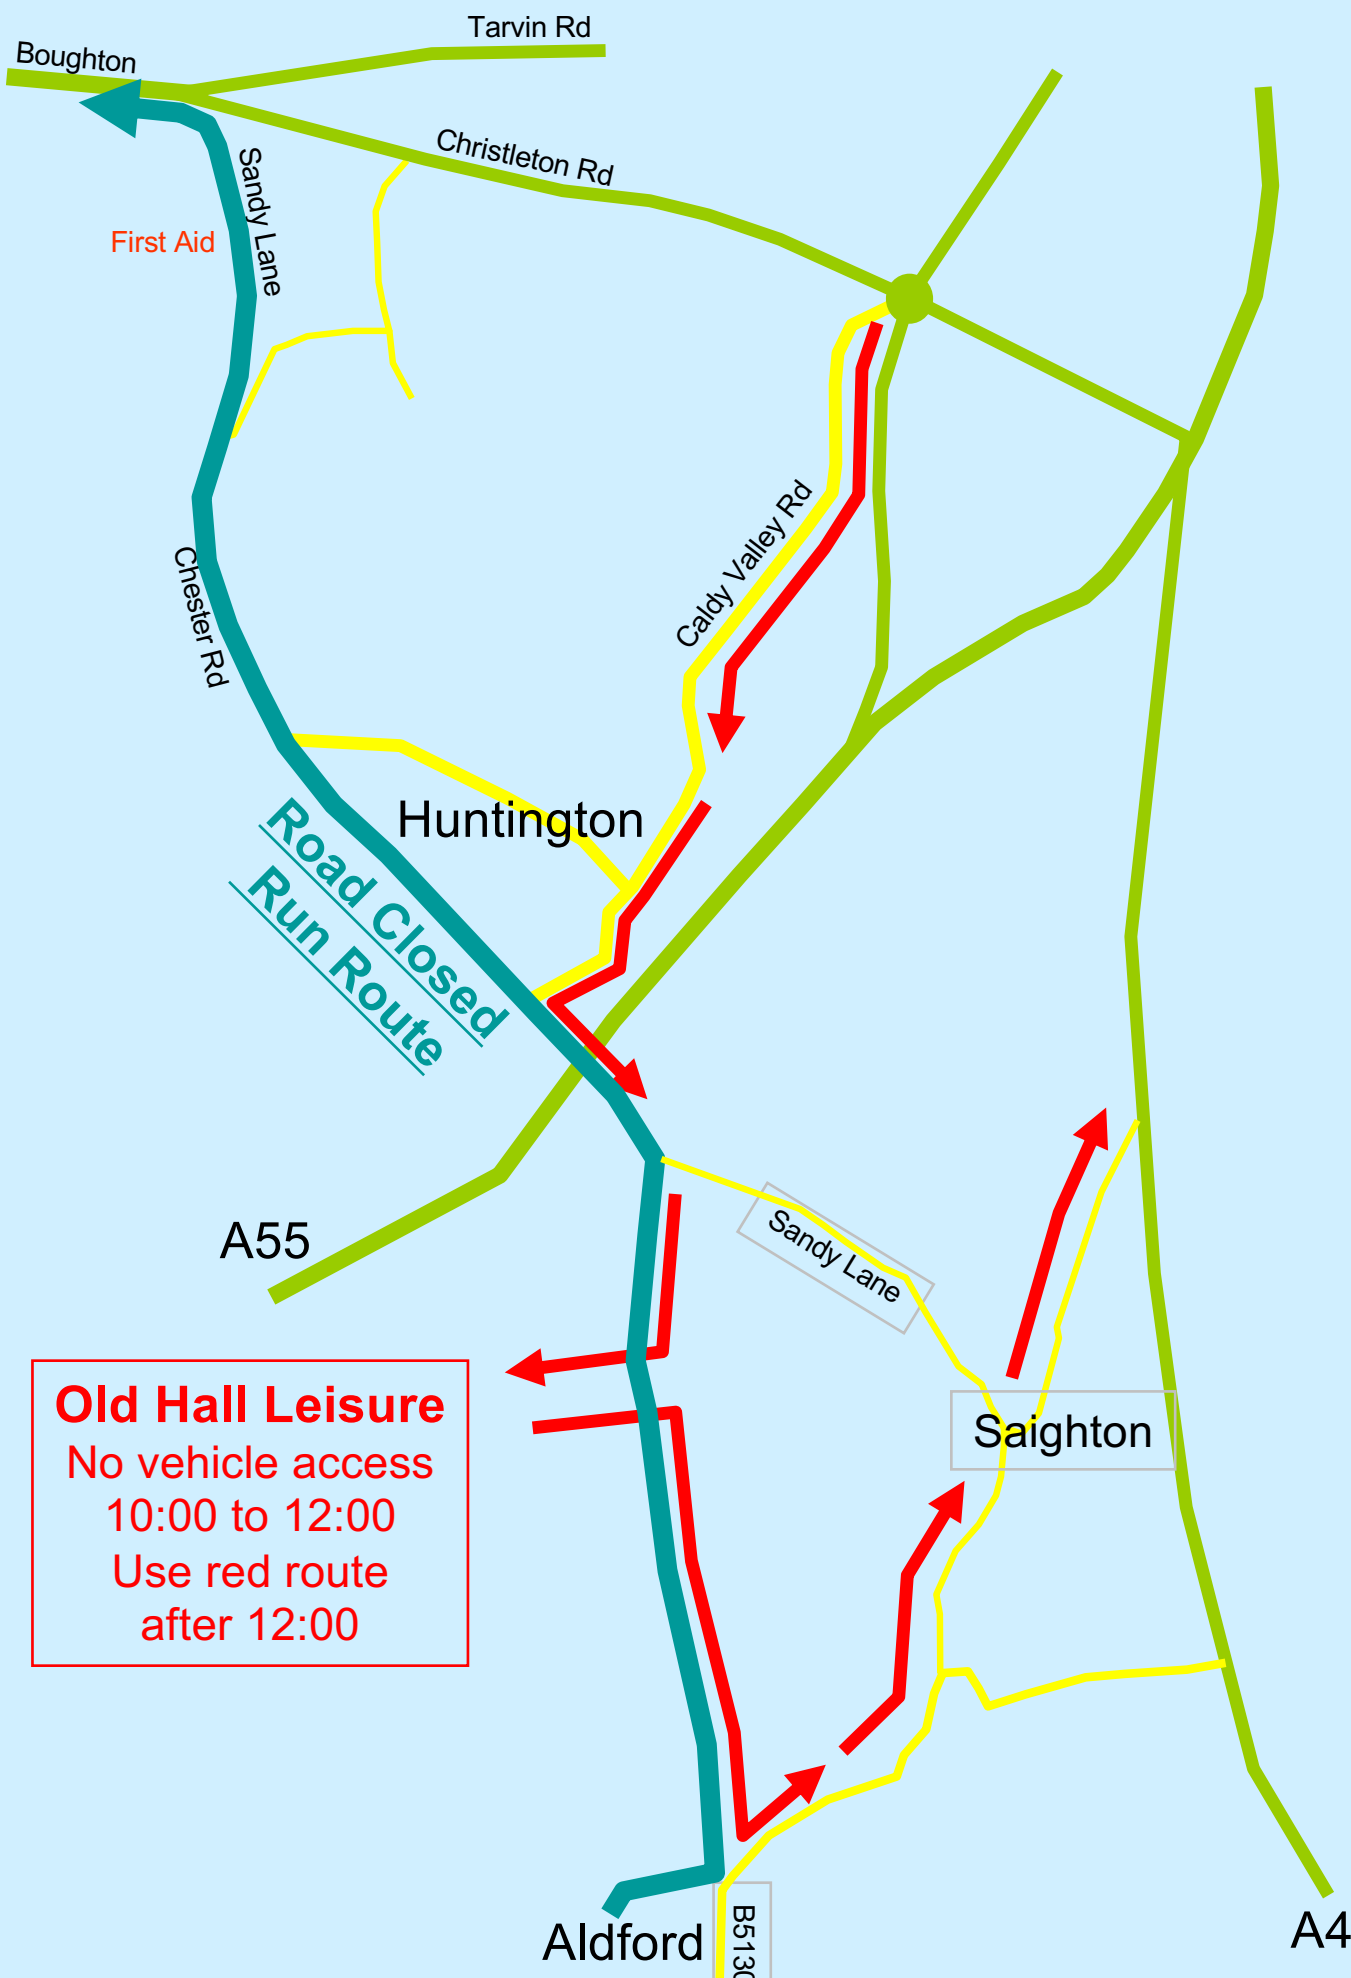 Tarvin Rd
Boughton
Christleton Rd
Sandy Lane
First Aid
Caldy Valley Rd
Chester Rd
Huntington
Road Closed
Run Route
A55
Sandy Lane
Old Hall Leisure
No vehicle access
10:00 to 12:00
Use red route
after 12:00
Saighton
Aldford
B5130
A4